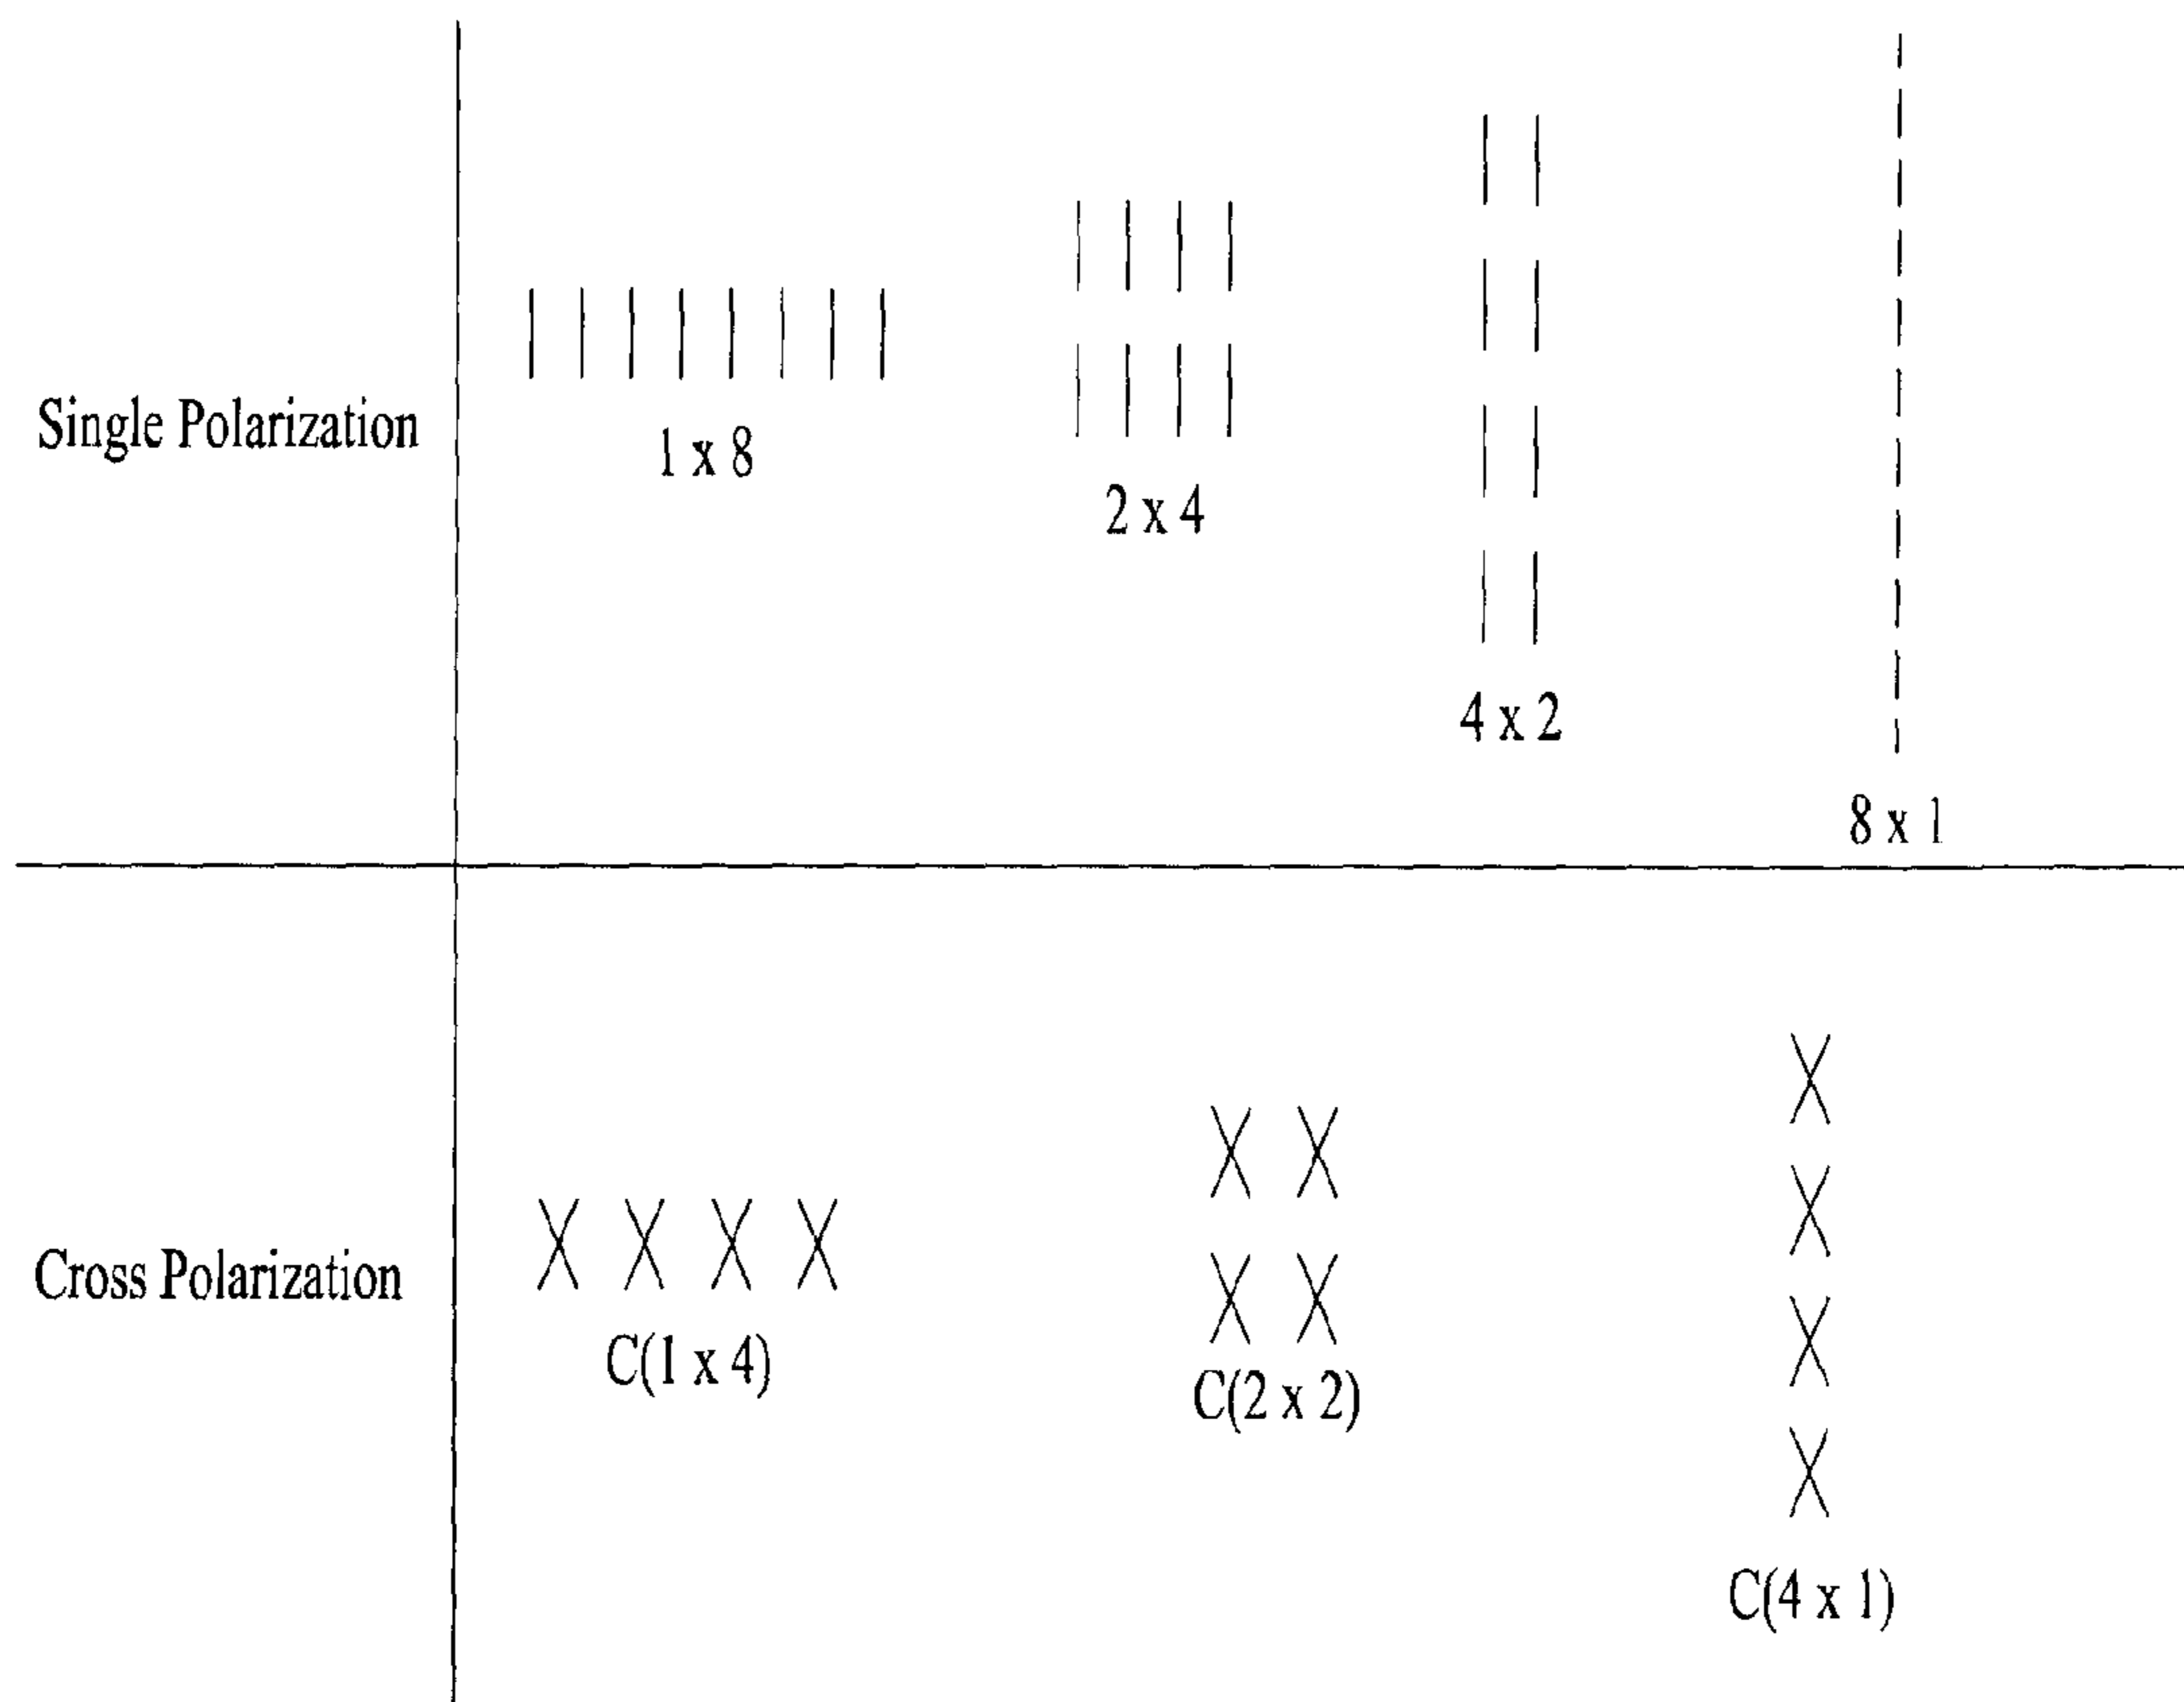 Single Polarization
1 x 8
2 x 4
4 x 2
8 x 1
Cross Polarization
C(1 x 4)
C(2 x 2)
C(4 x 1)